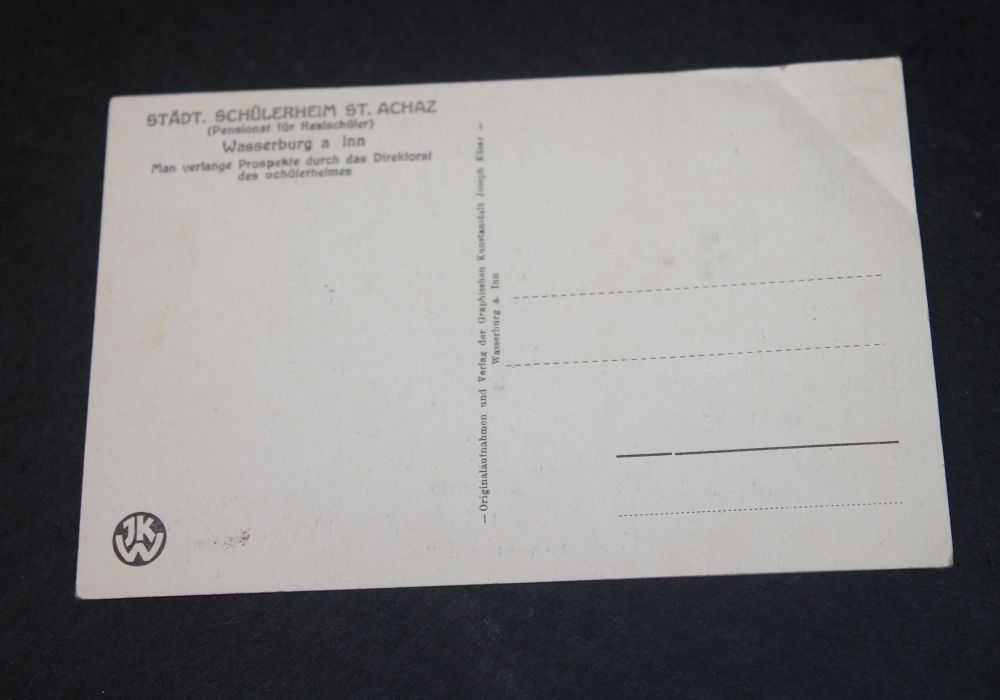 STÄDT. SCHÜLERHEIM ST. ACHAZ
(Pensionat für Realschüler)
Wasserburg a Inn
Man verlange Prospekte durch das Direktorat
des Schülerheimes
— Originalaufnahmen und Verlag der Graphischen Kunstanstalt Joseph —
Wasserburg a. Inn
JKW